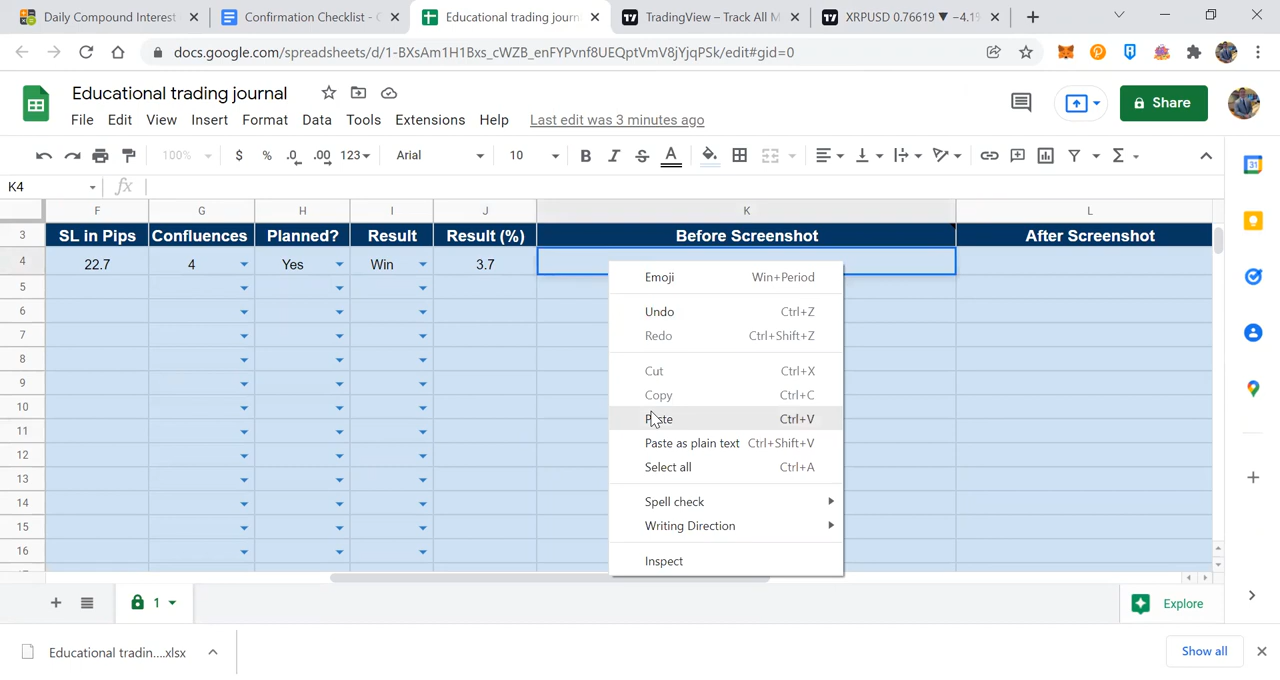 Daily Compound Interest
Confirmation Checklist - G
Educational trading journ
TradingView – Track All M
XRPUSD 0.76619 ▼ −4.1%
docs.google.com/spreadsheets/d/1-BXsAm1H1Bxs_cWZB_enFYPvnf8UEQptVmV8jYjqPSk/edit#gid=0
Educational trading journal
File Edit View Insert Format Data Tools Extensions Help Last edit was 3 minutes ago
Share
100% $ % .0 .00 123 Arial 10 B I S A
K4 fx
F G H I J K L
3 SL in Pips Confluences Planned? Result Result (%) Before Screenshot After Screenshot
4 22.7 4 Yes Win 3.7
5
6
7
8
9
10
11
12
13
14
15
16
Emoji Win+Period
Undo Ctrl+Z
Redo Ctrl+Shift+Z
Cut Ctrl+X
Copy Ctrl+C
Paste Ctrl+V
Paste as plain text Ctrl+Shift+V
Select all Ctrl+A
Spell check
Writing Direction
Inspect
1
Explore
Educational tradin....xlsx
Show all
31